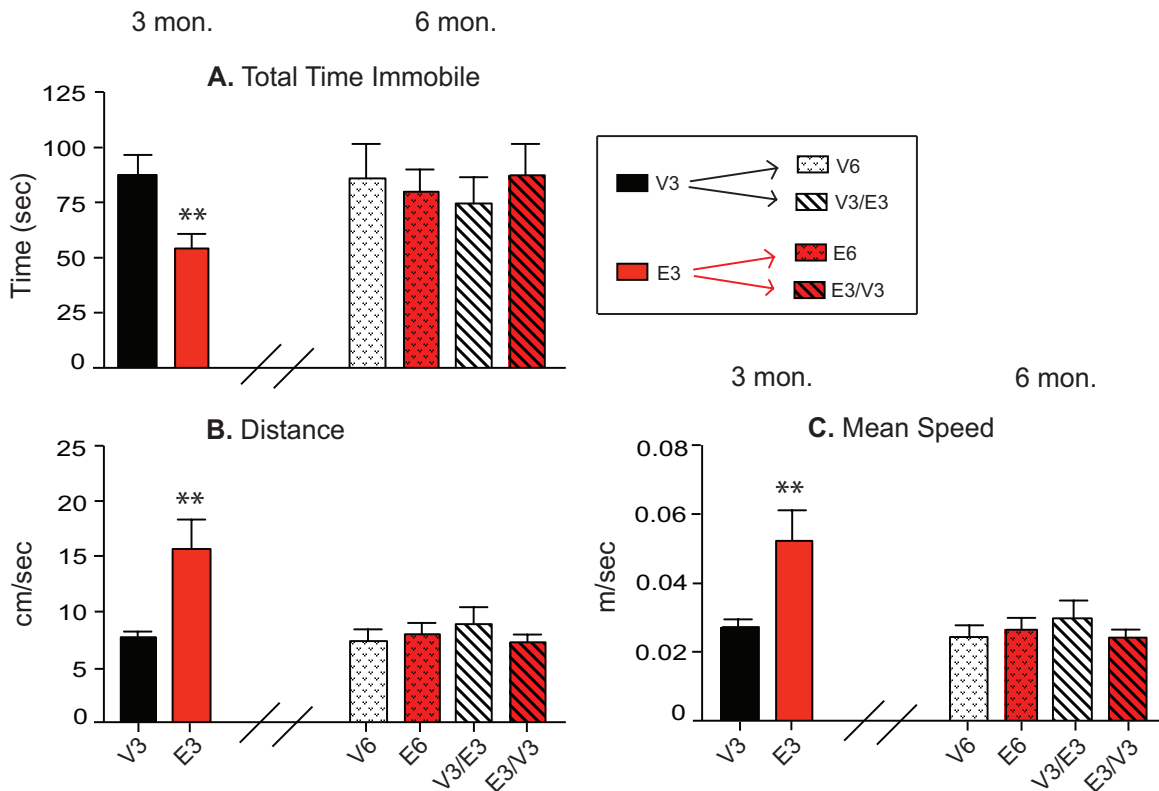 3 mon. 6 mon.
A. Total Time Immobile
125
100
75
50
25
0
Time (sec)
**
V3
V6
V3/E3
E3
E6
E3/V3
B. Distance
25
20
15
10
5
0
cm/sec
**
V3 E3 V6 E6 V3/E3 E3/V3
3 mon. 6 mon.
C. Mean Speed
0.08
0.06
0.04
0.02
0
m/sec
**
V3 E3 V6 E6 V3/E3 E3/V3